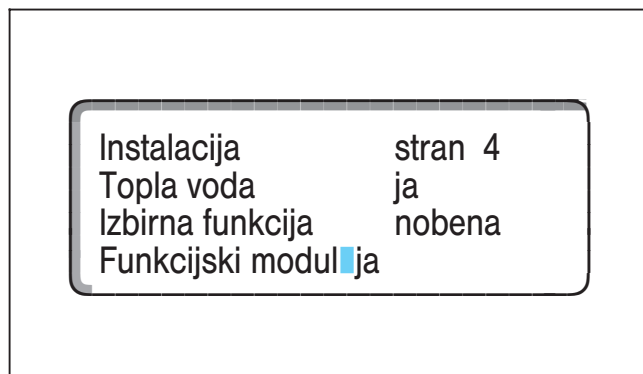 Instalacija stran 4
Topla voda ja
Izbirna funkcija nobena
Funkcijski modul ja